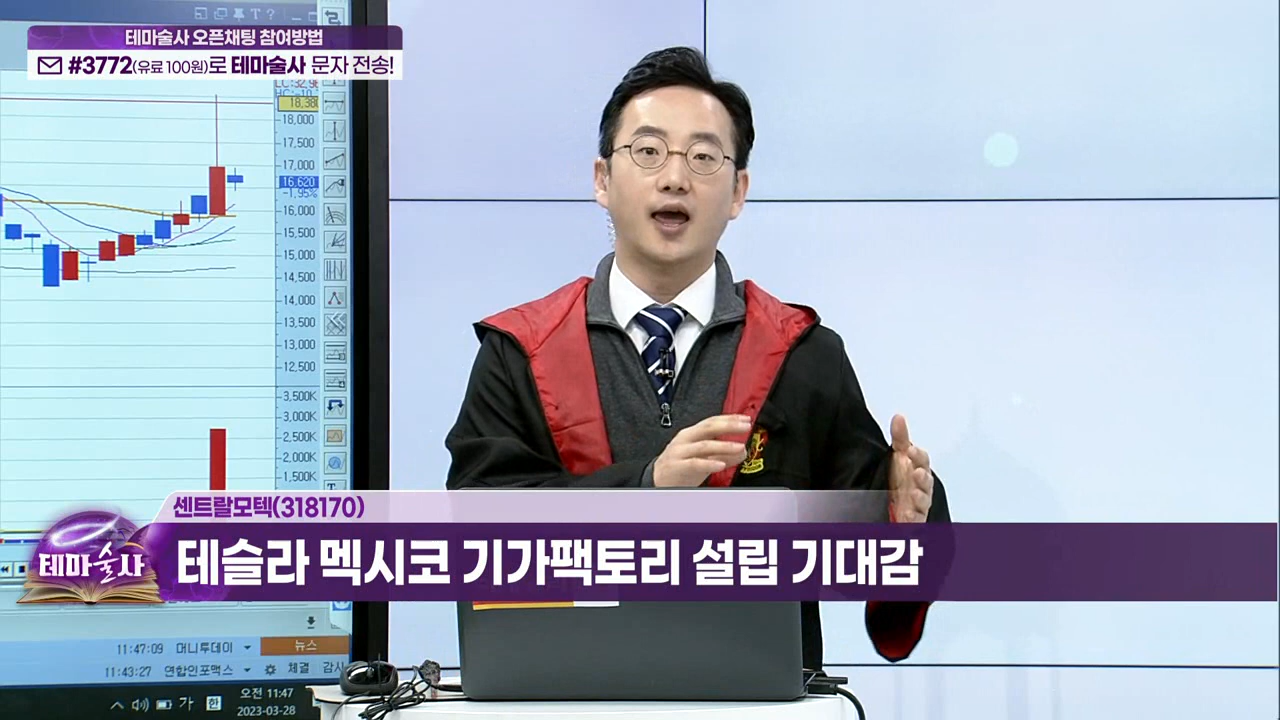 테마술사 오픈채팅 참여방법
#3772(유료 100원)로 테마술사 문자 전송!
18,380
18,000
17,500
17,000
16,620
-1.95%
16,000
15,500
15,000
14,500
14,000
13,500
13,000
12,500
3,500K
3,000K
2,500K
2,000K
1,500K
센트랄모텍(318170)
테마술사
테슬라 멕시코 기가팩토리 설립 기대감
11:47:09 머니투데이 뉴스
11:43:27 연합인포맥스 체결 감시
가 한 오전 11:47
2023-03-28